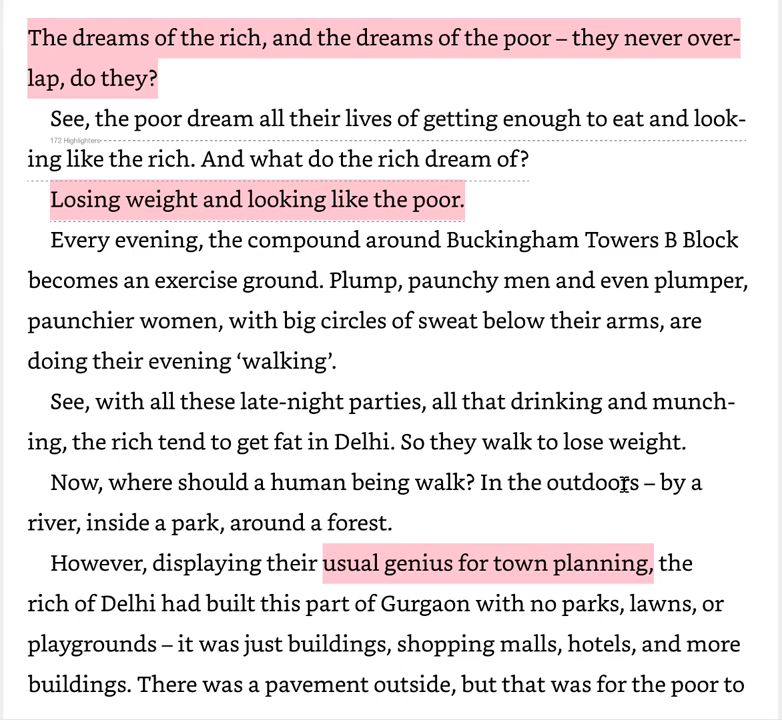 The dreams of the rich, and the dreams of the poor – they never over-
lap, do they?
See, the poor dream all their lives of getting enough to eat and look-
172 Highlighters
ing like the rich. And what do the rich dream of?
Losing weight and looking like the poor.
Every evening, the compound around Buckingham Towers B Block
becomes an exercise ground. Plump, paunchy men and even plumper,
paunchier women, with big circles of sweat below their arms, are
doing their evening ‘walking’.
See, with all these late-night parties, all that drinking and munch-
ing, the rich tend to get fat in Delhi. So they walk to lose weight.
Now, where should a human being walk? In the outdoors – by a
river, inside a park, around a forest.
However, displaying their usual genius for town planning, the
rich of Delhi had built this part of Gurgaon with no parks, lawns, or
playgrounds – it was just buildings, shopping malls, hotels, and more
buildings. There was a pavement outside, but that was for the poor to